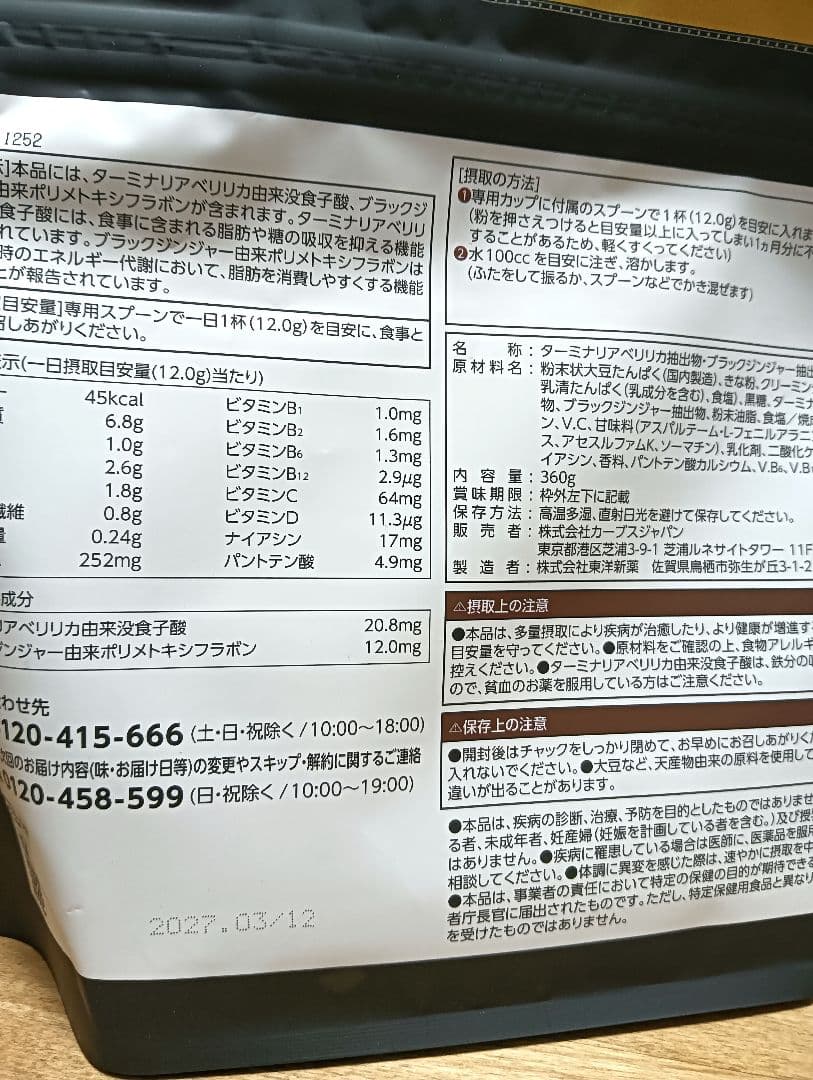 1252
示]本品には、ターミナリアベリリカ由来没食子酸、ブラックジ
由来ポリメトキシフラボンが含まれます。ターミナリアベリリ
食子酸には、食事に含まれる脂肪や糖の吸収を抑える機能
れています。ブラックジンジャー由来ポリメトキシフラボンは
時のエネルギー代謝において、脂肪を消費しやすくする機能
とが報告されています。
目安量]専用スプーンで一日1杯(12.0g)を目安に、食事と
召しあがりください。
表示(一日摂取目安量(12.0g)当たり)
ー 45kcal ビタミンB1 1.0mg
質 6.8g ビタミンB2 1.6mg
1.0g ビタミンB6 1.3mg
2.6g ビタミンB12 2.9μg
1.8g ビタミンC 64mg
繊維 0.8g ビタミンD 11.3μg
量 0.24g ナイアシン 17mg
252mg パントテン酸 4.9mg
成分
リアベリリカ由来没食子酸 20.8mg
ンジャー由来ポリメトキシフラボン 12.0mg
わせ先
120-415-666 (土・日・祝除く/10:00〜18:00)
次回のお届け内容(味・お届け日等)の変更やスキップ・解約に関するご連絡
0120-458-599 (日・祝除く/10:00〜19:00)
2027.03/12
[摂取の方法]
❶専用カップに付属のスプーンで1杯(12.0g)を目安に入れま
(粉を押さえつけると目安量以上に入ってしまい1ヵ月分に不
することがあるため、軽くすくってください)
❷水100ccを目安に注ぎ、溶かします。
(ふたをして振るか、スプーンなどでかき混ぜます)
名 称:ターミナリアベリリカ抽出物・ブラックジンジャー抽出
原材料名:粉末状大豆たんぱく(国内製造)、きな粉、クリーミン
乳清たんぱく(乳成分を含む)、食塩)、黒糖、ターミナ
物、ブラックジンジャー抽出物、粉末油脂、食塩/焼成
ン、V.C、甘味料(アスパルテーム・L-フェニルアラニ
ス、アセスルファムK、ソーマチン)、乳化剤、二酸化ケ
イアシン、香料、パントテン酸カルシウム、V.B6、V.B1
内容量:360g
賞味期限:枠外左下に記載
保存方法:高温多湿、直射日光を避けて保存してください。
販売者:株式会社カーブスジャパン
東京都港区芝浦3-9-1 芝浦ルネサイトタワー 11F
製造者:株式会社東洋新薬 佐賀県鳥栖市弥生が丘3-1-2
⚠摂取上の注意
●本品は、多量摂取により疾病が治癒したり、より健康が増進す
目安量を守ってください。●原材料をご確認の上、食物アレルギ
控えください。●ターミナリアベリリカ由来没食子酸は、鉄分の吸
ので、貧血のお薬を服用している方はご注意ください。
⚠保存上の注意
●開封後はチャックをしっかり閉めて、お早めにお召しあがりくだ
入れないでください。●大豆など、天産物由来の原料を使用して
違いが出ることがあります。
●本品は、疾病の診断、治療、予防を目的としたものではありませ
る者、未成年者、妊産婦(妊娠を計画している者を含む。)及び授
はありません。●疾病に罹患している場合は医師に、医薬品を服用
相談してください。●体調に異変を感じた際は、速やかに摂取を中
●本品は、事業者の責任において特定の保健の目的が期待できる
者庁長官に届出されたものです。ただし、特定保健用食品と異なり
を受けたものではありません。